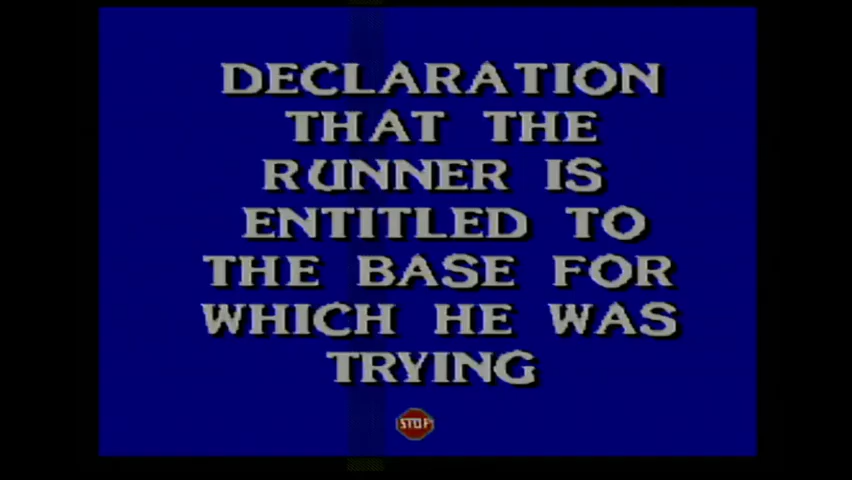 DECLARATION
THAT THE
RUNNER IS
ENTITLED TO
THE BASE FOR
WHICH HE WAS
TRYING
STOP